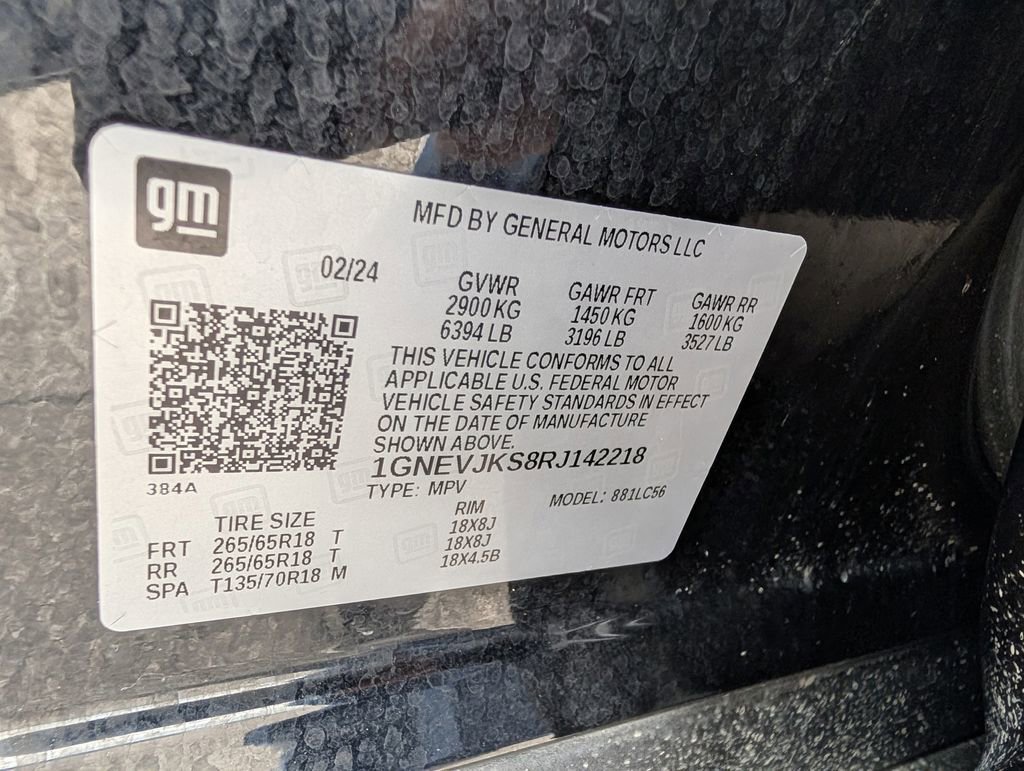 gm
MFD BY GENERAL MOTORS LLC
02/24
GVWR GAWR FRT GAWR RR
2900 KG 1450 KG 1600 KG
6394 LB 3196 LB 3527 LB
THIS VEHICLE CONFORMS TO ALL
APPLICABLE U.S. FEDERAL MOTOR
VEHICLE SAFETY STANDARDS IN EFFECT
ON THE DATE OF MANUFACTURE
SHOWN ABOVE.
1GNEVJKS8RJ142218
384A
TYPE: MPV MODEL: 881LC56
TIRE SIZE RIM
FRT 265/65R18 T 18X8J
RR 265/65R18 T 18X8J
SPA T135/70R18 M 18X4.5B